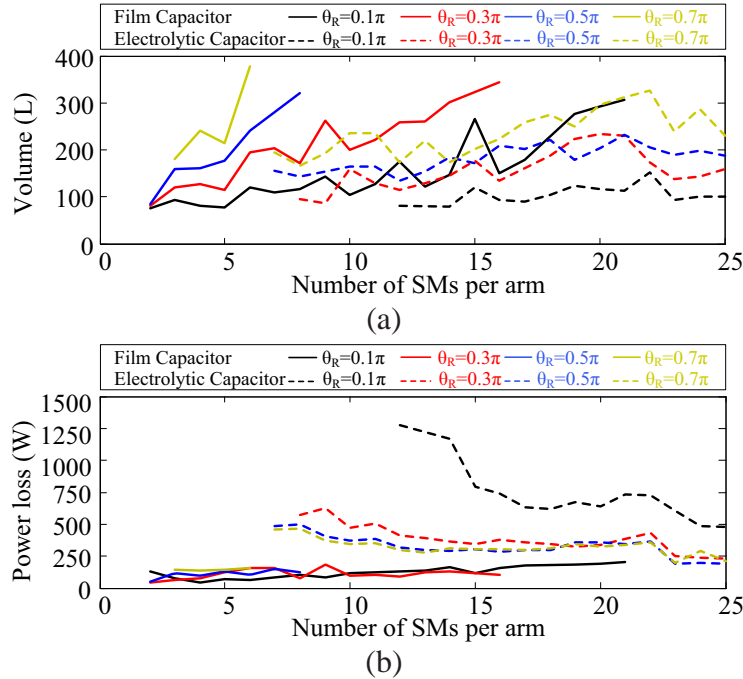 Film Capacitor θR=0.1π θR=0.3π θR=0.5π θR=0.7π
Electrolytic Capacitor θR=0.1π θR=0.3π θR=0.5π θR=0.7π
400
300
200
100
0
Volume (L)
0 5 10 15 20 25
Number of SMs per arm
(a)
Film Capacitor θR=0.1π θR=0.3π θR=0.5π θR=0.7π
Electrolytic Capacitor θR=0.1π θR=0.3π θR=0.5π θR=0.7π
1500
1250
1000
750
500
250
0
Power loss (W)
0 5 10 15 20 25
Number of SMs per arm
(b)